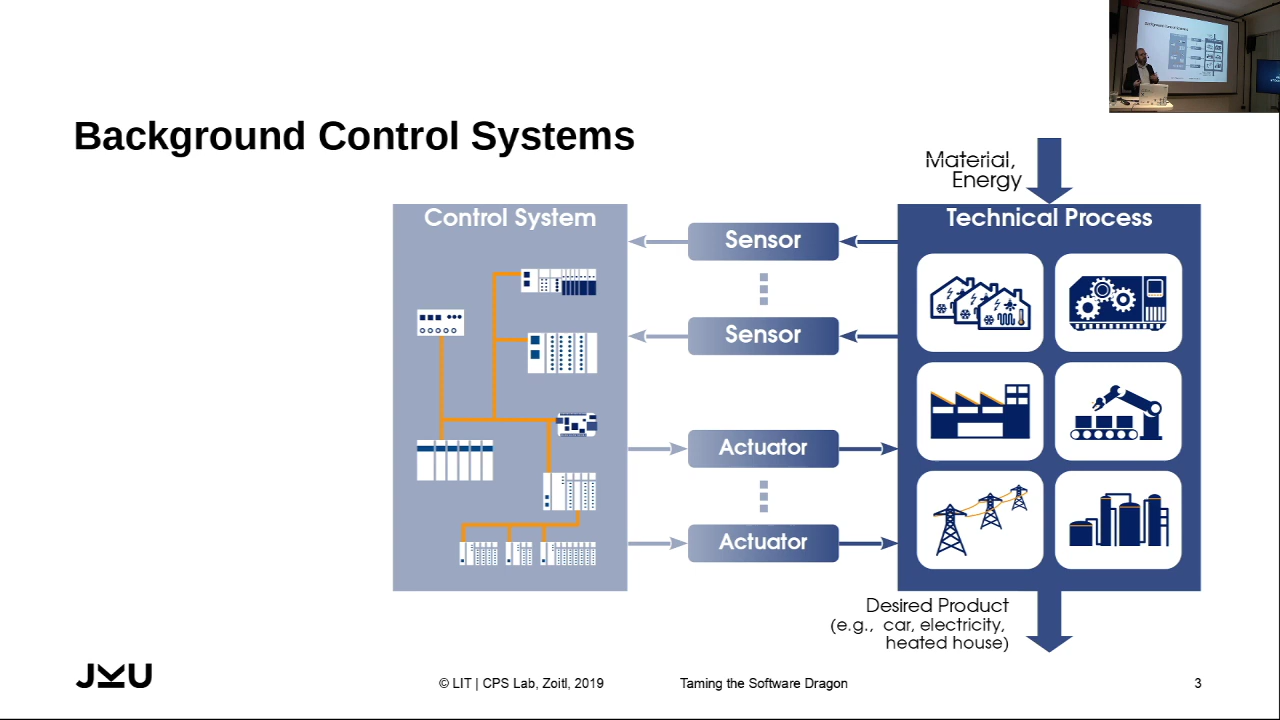 Background Control Systems
Material,
Energy
Control System
Sensor
Sensor
Actuator
Actuator
Technical Process
Desired Product
(e.g., car, electricity,
heated house)
JKU
© LIT | CPS Lab, Zoitl, 2019
Taming the Software Dragon
3